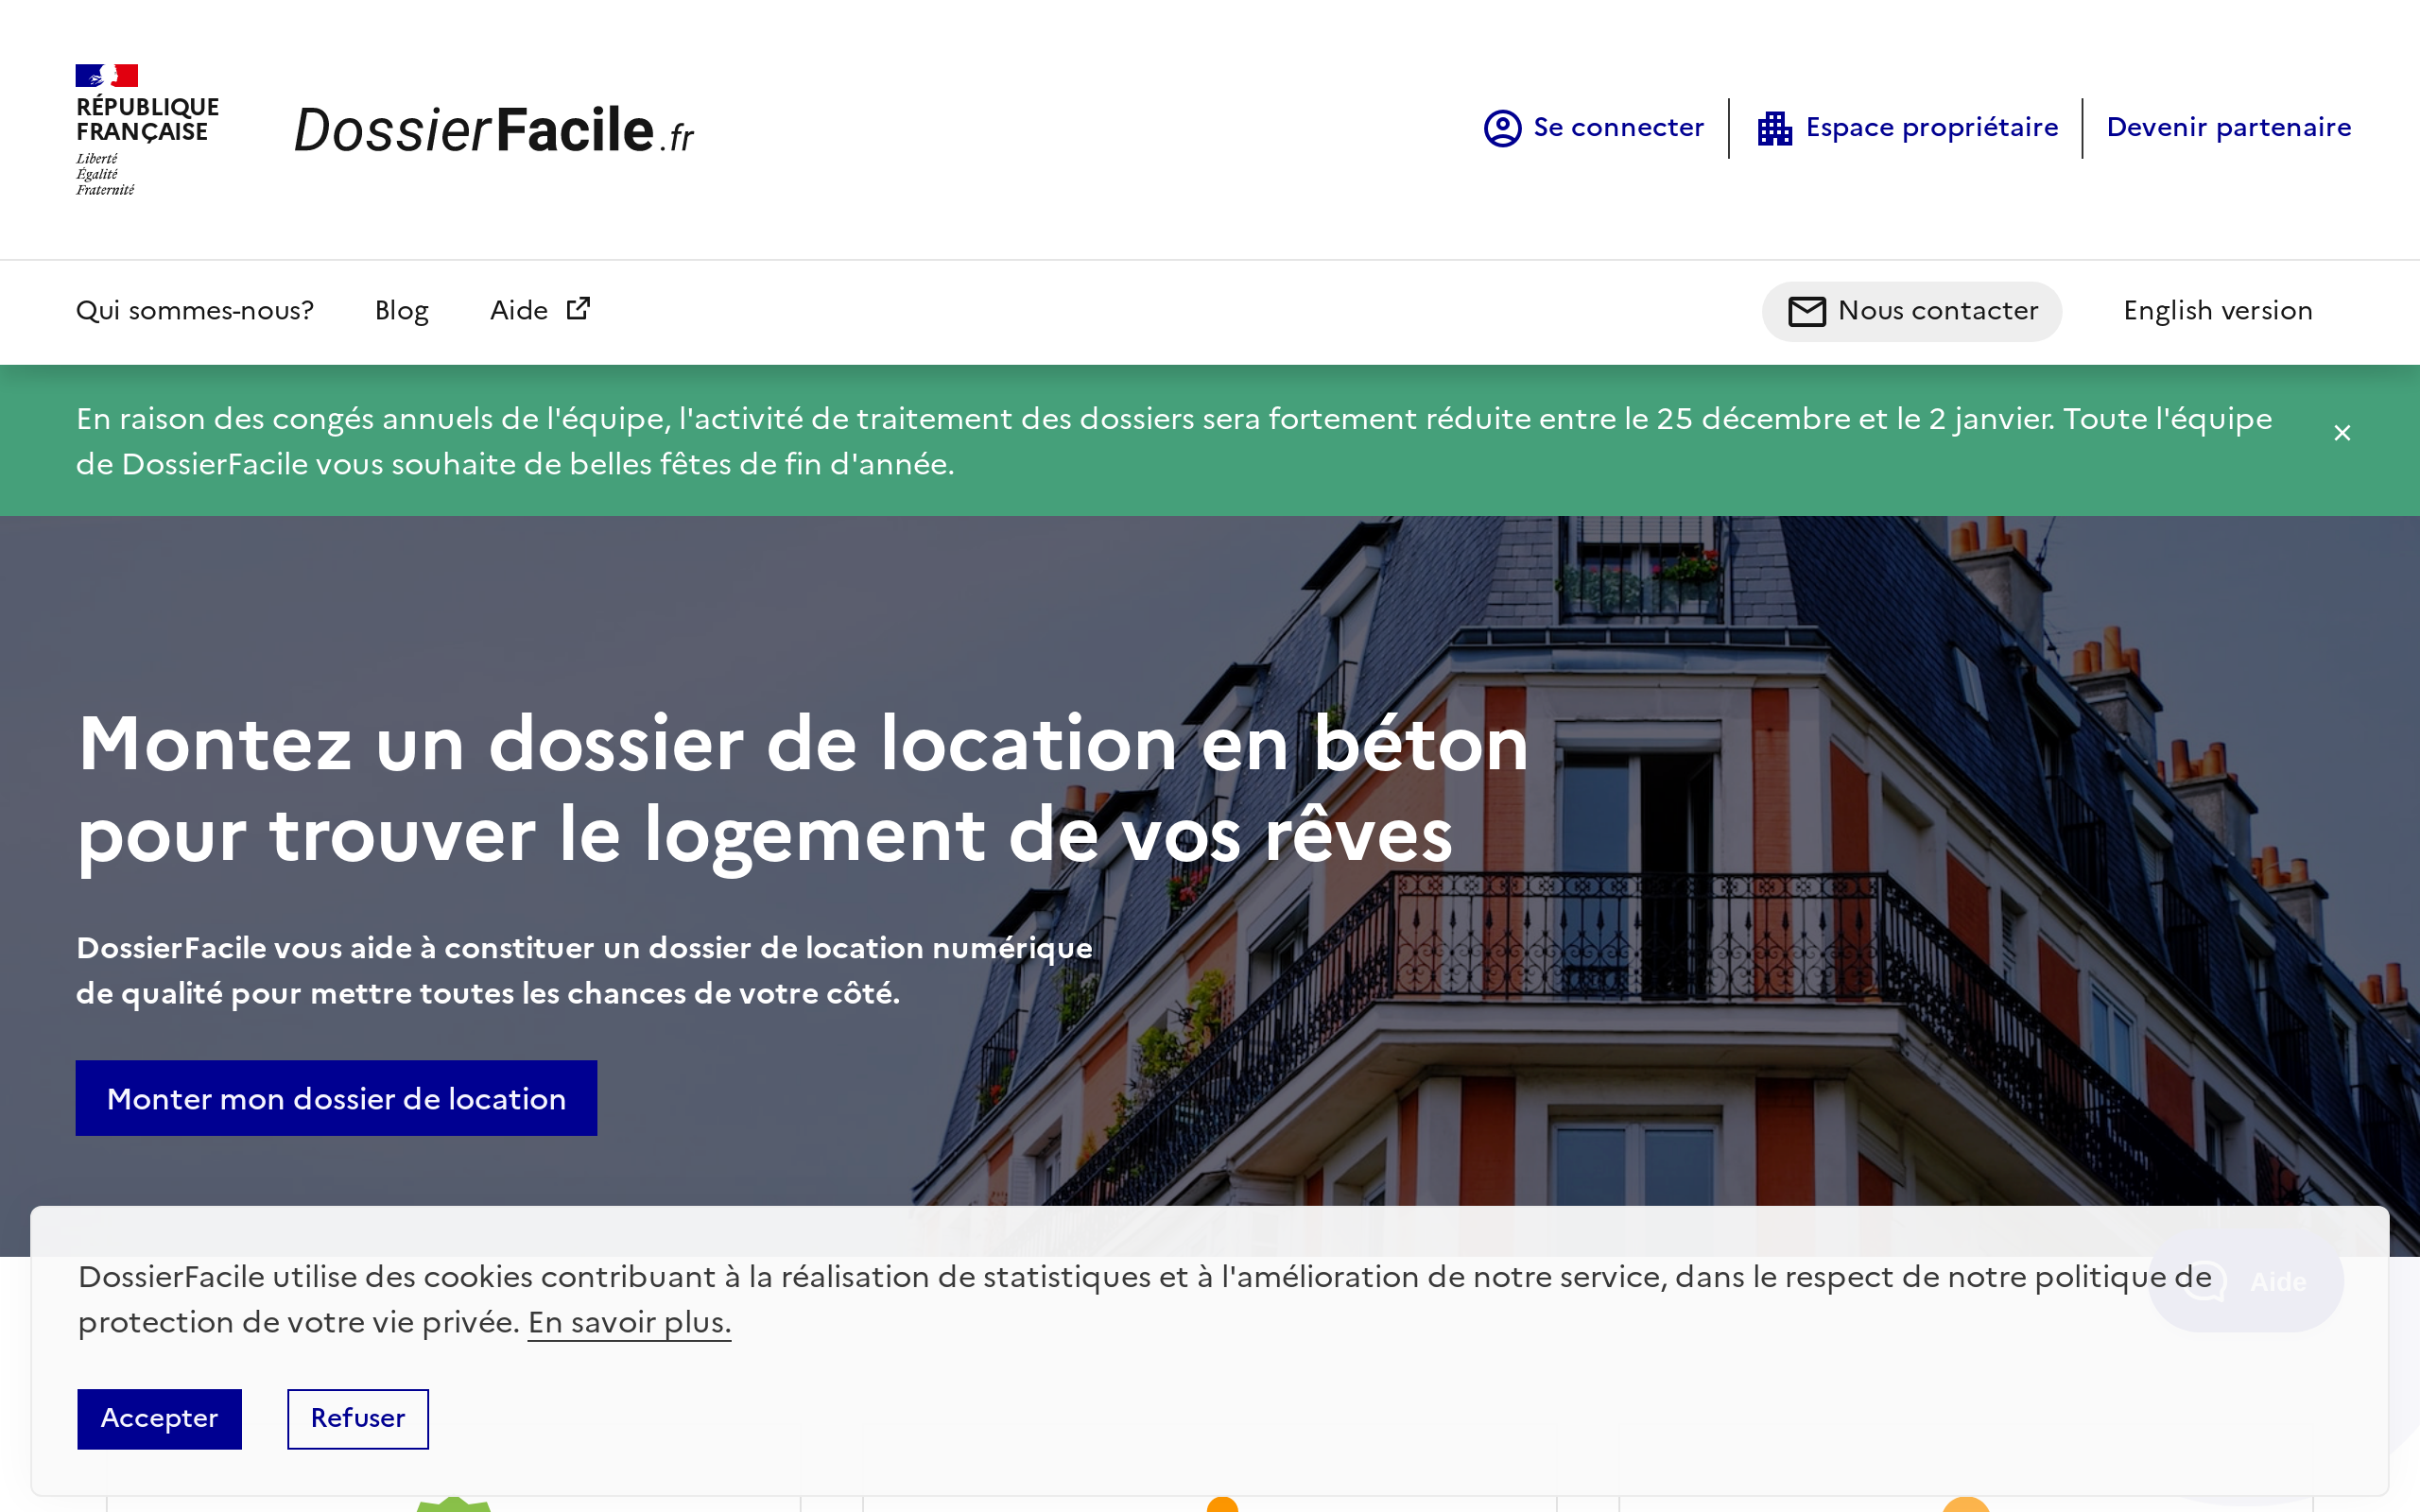 RÉPUBLIQUE
FRANÇAISE
Liberté
Égalité
Fraternité
DossierFacile.fr
Se connecter
Espace propriétaire
Devenir partenaire
Qui sommes-nous?
Blog
Aide
Nous contacter
English version
En raison des congés annuels de l'équipe, l'activité de traitement des dossiers sera fortement réduite entre le 25 décembre et le 2 janvier. Toute l'équipe
de DossierFacile vous souhaite de belles fêtes de fin d'année.
×
Montez un dossier de location en béton
pour trouver le logement de vos rêves
DossierFacile vous aide à constituer un dossier de location numérique
de qualité pour mettre toutes les chances de votre côté.
Monter mon dossier de location
DossierFacile utilise des cookies contribuant à la réalisation de statistiques et à l'amélioration de notre service, dans le respect de notre politique de
protection de votre vie privée. En savoir plus.
Aide
Accepter
Refuser